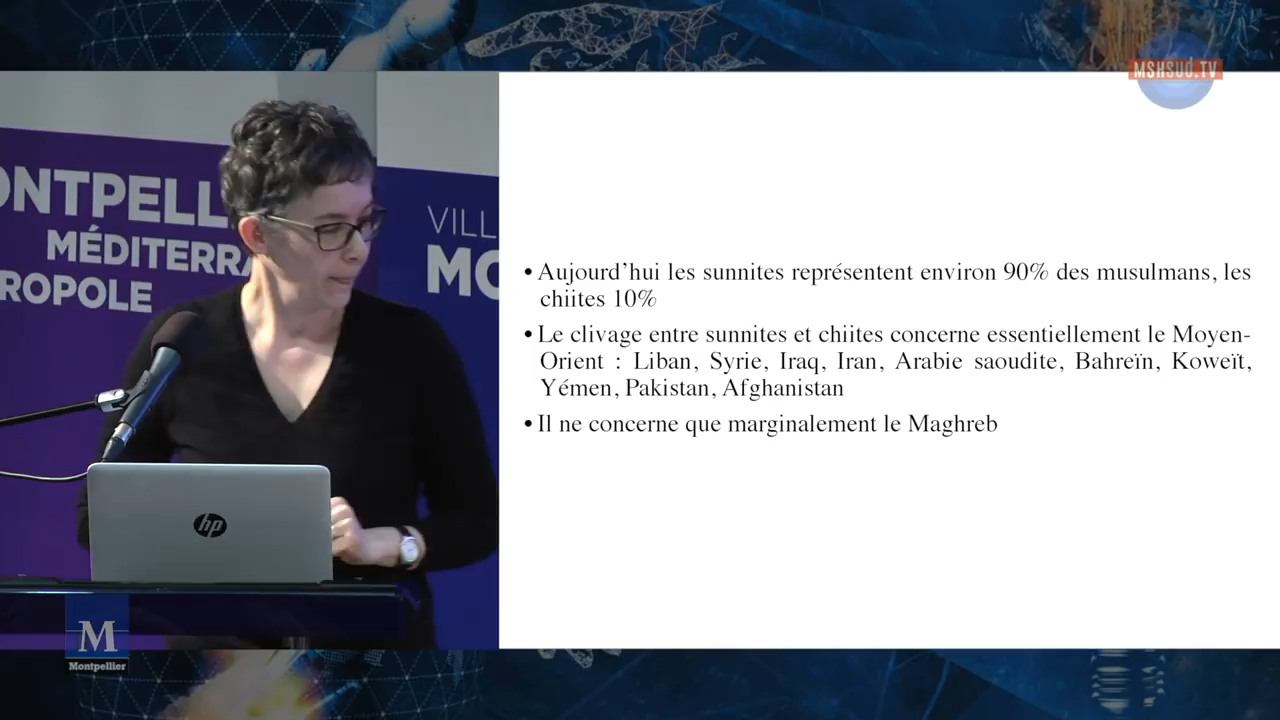 MSHSUD.TV
ONTPELL
MÉDITERRA
ROPOLE
VILL
MO
hp
M
Montpellier
• Aujourd'hui les sunnites représentent environ 90% des musulmans, les
chiites 10%
• Le clivage entre sunnites et chiites concerne essentiellement le Moyen-
Orient : Liban, Syrie, Iraq, Iran, Arabie saoudite, Bahreïn, Koweït,
Yémen, Pakistan, Afghanistan
• Il ne concerne que marginalement le Maghreb